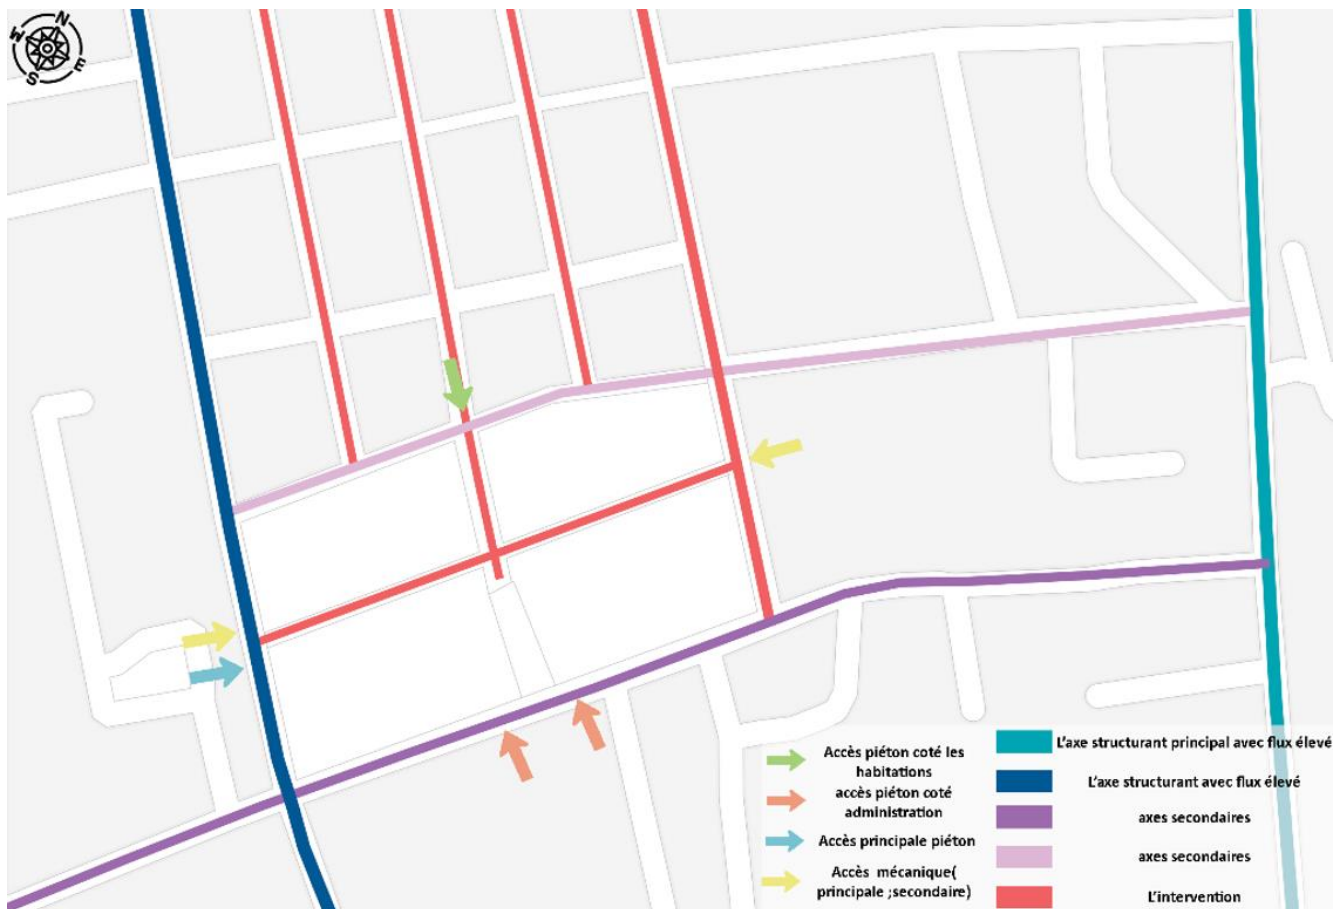 N
W
E
S
Accès piéton coté les
habitations
accès piéton coté
administration
Accès principale piéton
Accès mécanique(
principale ;secondaire)
L'axe structurant principal avec flux élevé
L'axe structurant avec flux élevé
axes secondaires
axes secondaires
L'intervention